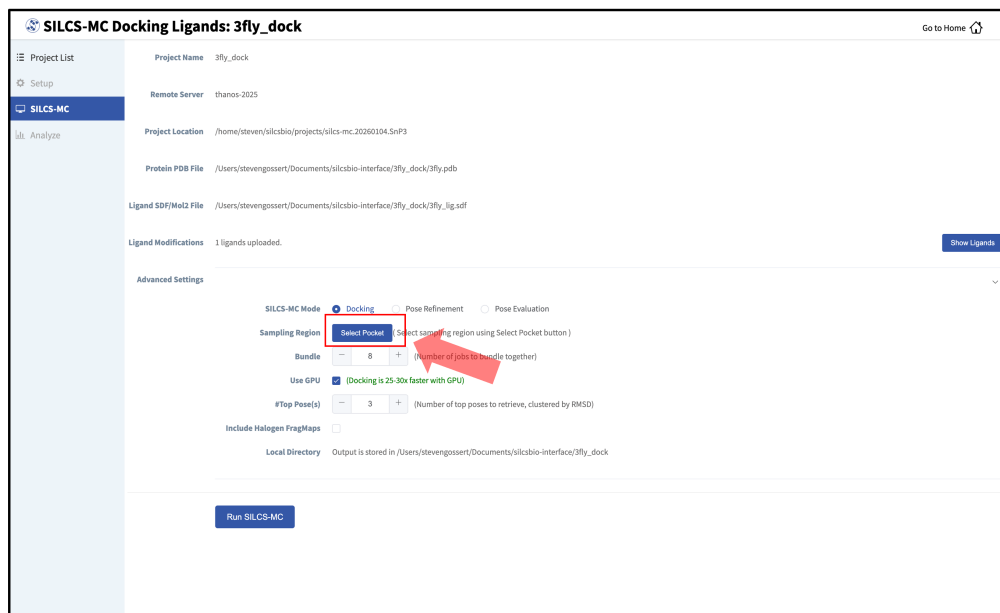 SILCS-MC Docking Ligands: 3fly_dock
Go to Home
Project List
Setup
SILCS-MC
Analyze
Project Name 3fly_dock
Remote Server thanos-2025
Project Location /home/steven/silcsbio/projects/silcs-mc.20260104.SnP3
Protein PDB File /Users/stevengossert/Documents/silcsbio-interface/3fly_dock/3fly.pdb
Ligand SDF/Mol2 File /Users/stevengossert/Documents/silcsbio-interface/3fly_dock/3fly_lig.sdf
Ligand Modifications 1 ligands uploaded. Show Ligands
Advanced Settings
SILCS-MC Mode Docking Pose Refinement Pose Evaluation
Sampling Region Select Pocket ( Select sampling region using Select Pocket button )
Bundle − 8 + (Number of jobs to bundle together)
Use GPU (Docking is 25-30x faster with GPU)
#Top Pose(s) − 3 + (Number of top poses to retrieve, clustered by RMSD)
Include Halogen FragMaps
Local Directory Output is stored in /Users/stevengossert/Documents/silcsbio-interface/3fly_dock
Run SILCS-MC